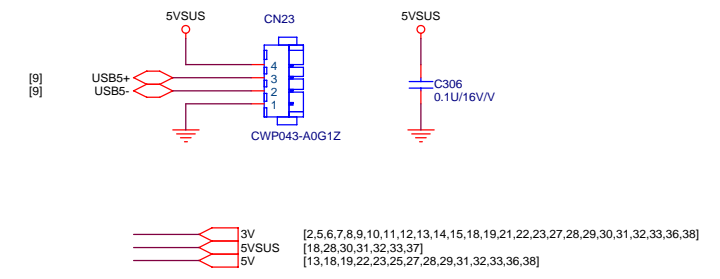 5VSUS
CN23
5VSUS
4
[9] USB5+ 3
[9] USB5- 2
1
C306
0.1U/16V/V
CWP043-A0G1Z
3V [2,5,6,7,8,9,10,11,12,13,14,15,18,19,21,22,23,27,28,29,30,31,32,33,36,38]
5VSUS [18,28,30,31,32,33,37]
5V [13,18,19,22,23,25,27,28,29,31,32,33,36,38]